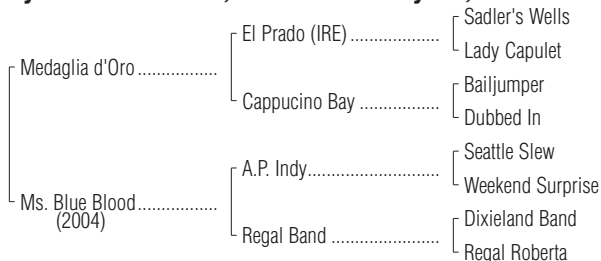 Sadler's Wells
El Prado (IRE) ...................
Lady Capulet
Medaglia d'Oro .................
Bailjumper
Cappucino Bay .................
Dubbed In
Seattle Slew
A.P. Indy............................
Weekend Surprise
Ms. Blue Blood.................
(2004)
Dixieland Band
Regal Band .......................
Regal Roberta